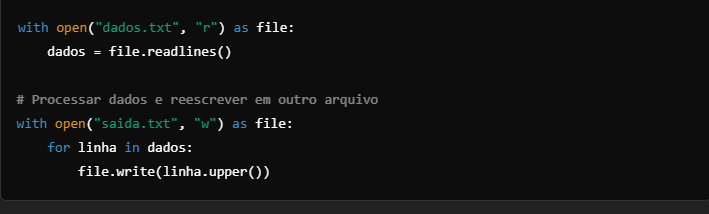 with open("dados.txt", "r") as file:
    dados = file.readlines()

# Processar dados e reescrever em outro arquivo
with open("saida.txt", "w") as file:
    for linha in dados:
        file.write(linha.upper())